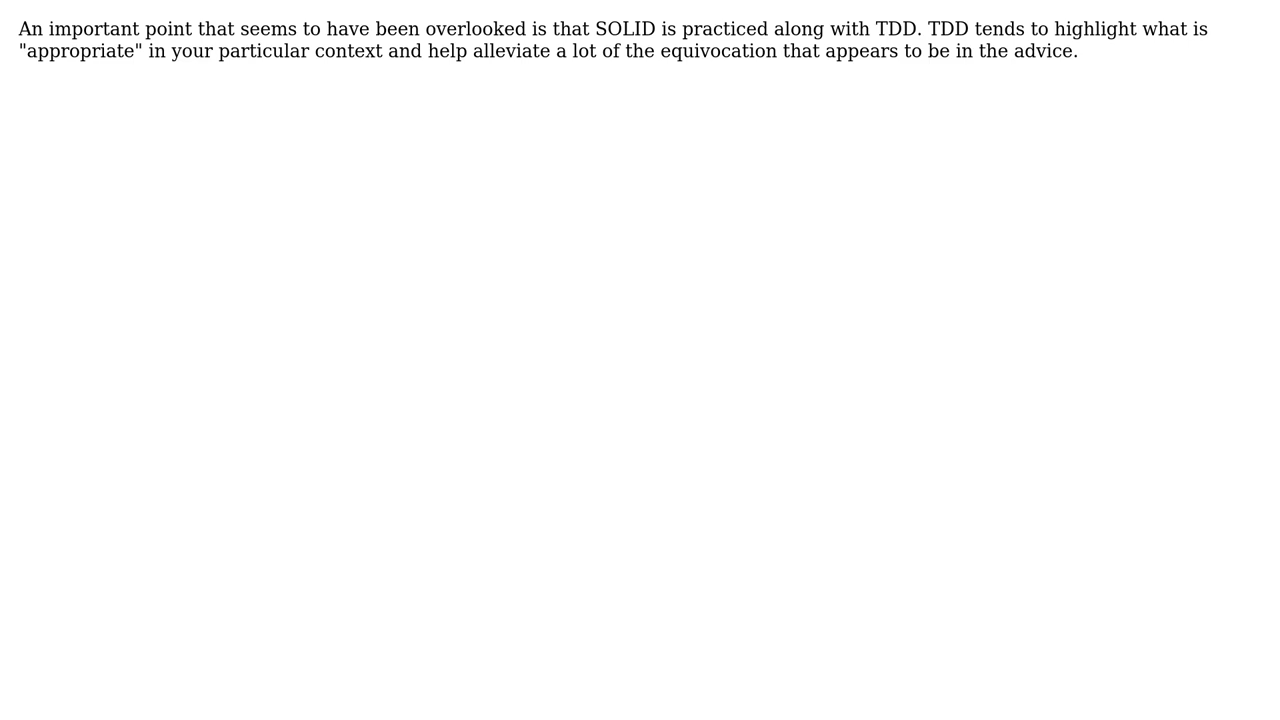 An important point that seems to have been overlooked is that SOLID is practiced along with TDD. TDD tends to highlight what is
"appropriate" in your particular context and help alleviate a lot of the equivocation that appears to be in the advice.